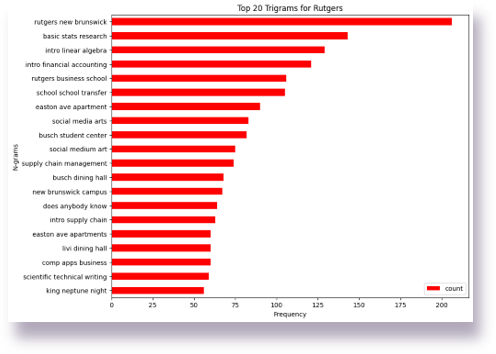 Top 20 Trigrams for Rutgers
rutgers new brunswick
basic stats research
intro linear algebra
intro financial accounting
rutgers business school
school school transfer
easton ave apartment
social media arts
busch student center
social medium art
supply chain management
busch dining hall
new brunswick campus
does anybody know
intro supply chain
easton ave apartments
livi dining hall
comp apps business
scientific technical writing
king neptune night
N-grams
count
0 25 50 75 100 125 150 175 200
Frequency